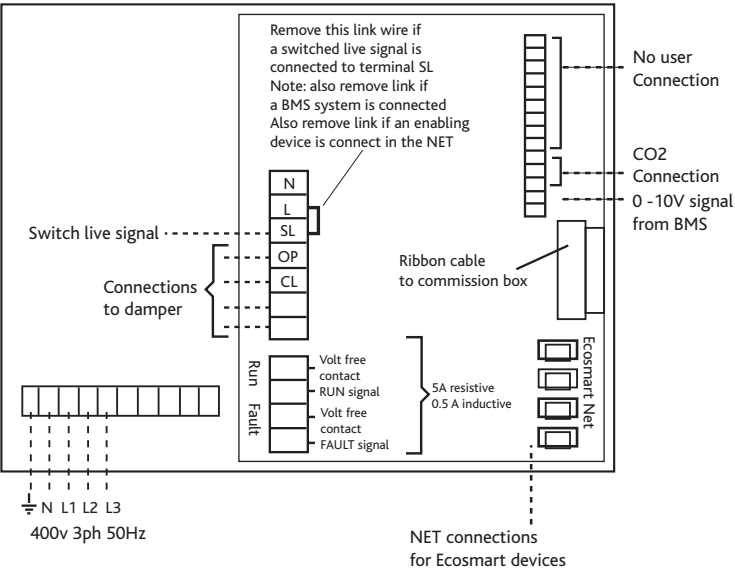 Remove this link wire if
a switched live signal is
connected to terminal SL
Note: also remove link if
a BMS system is connected
Also remove link if an enabling
device is connect in the NET
No user
Connection
CO2
Connection
0 -10V signal
from BMS
N
L
SL
OP
CL
Switch live signal
Connections
to damper
Ribbon cable
to commission box
Run
Fault
Volt free
contact
RUN signal
Volt free
contact
FAULT signal
5A resistive
0.5 A inductive
Ecosmart Net
N L1 L2 L3
400v 3ph 50Hz
NET connections
for Ecosmart devices